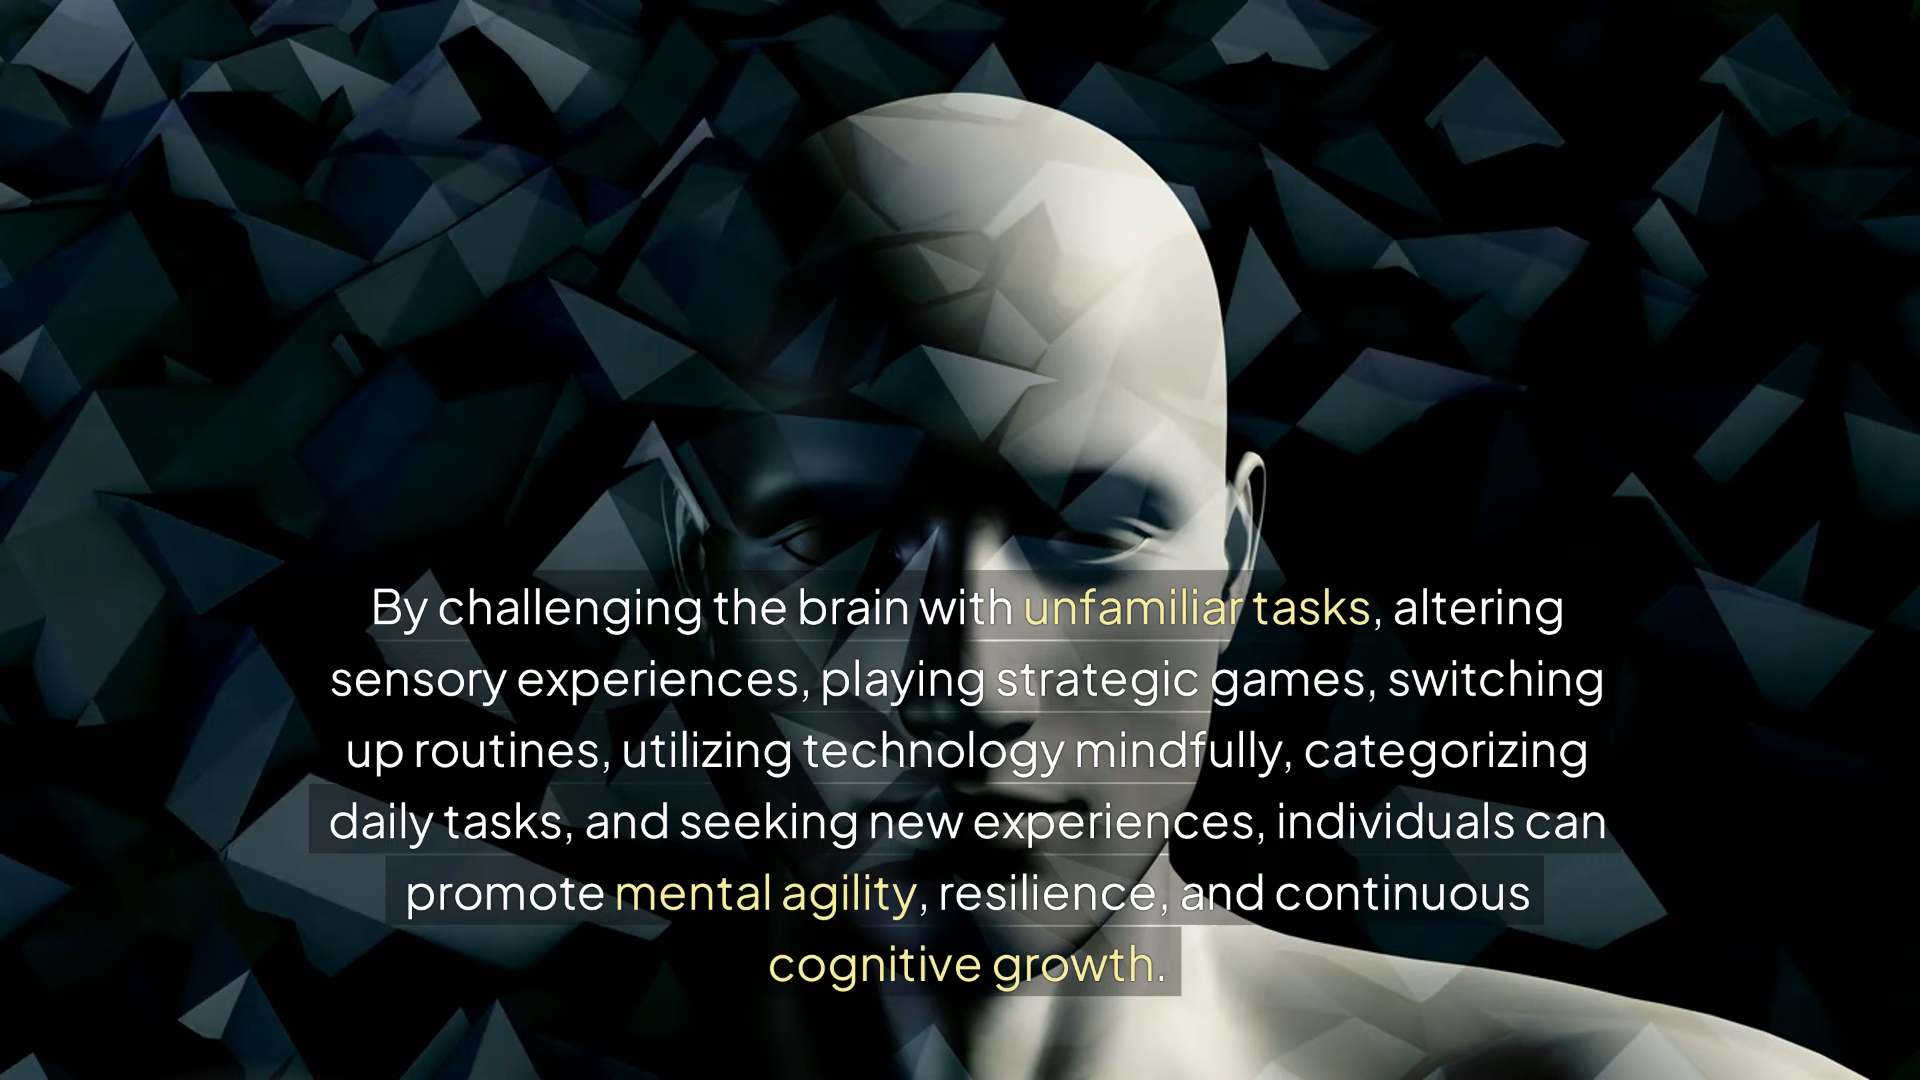 By challenging the brain with unfamiliar tasks, altering
sensory experiences, playing strategic games, switching
up routines, utilizing technology mindfully, categorizing
daily tasks, and seeking new experiences, individuals can
promote mental agility, resilience, and continuous
cognitive growth.